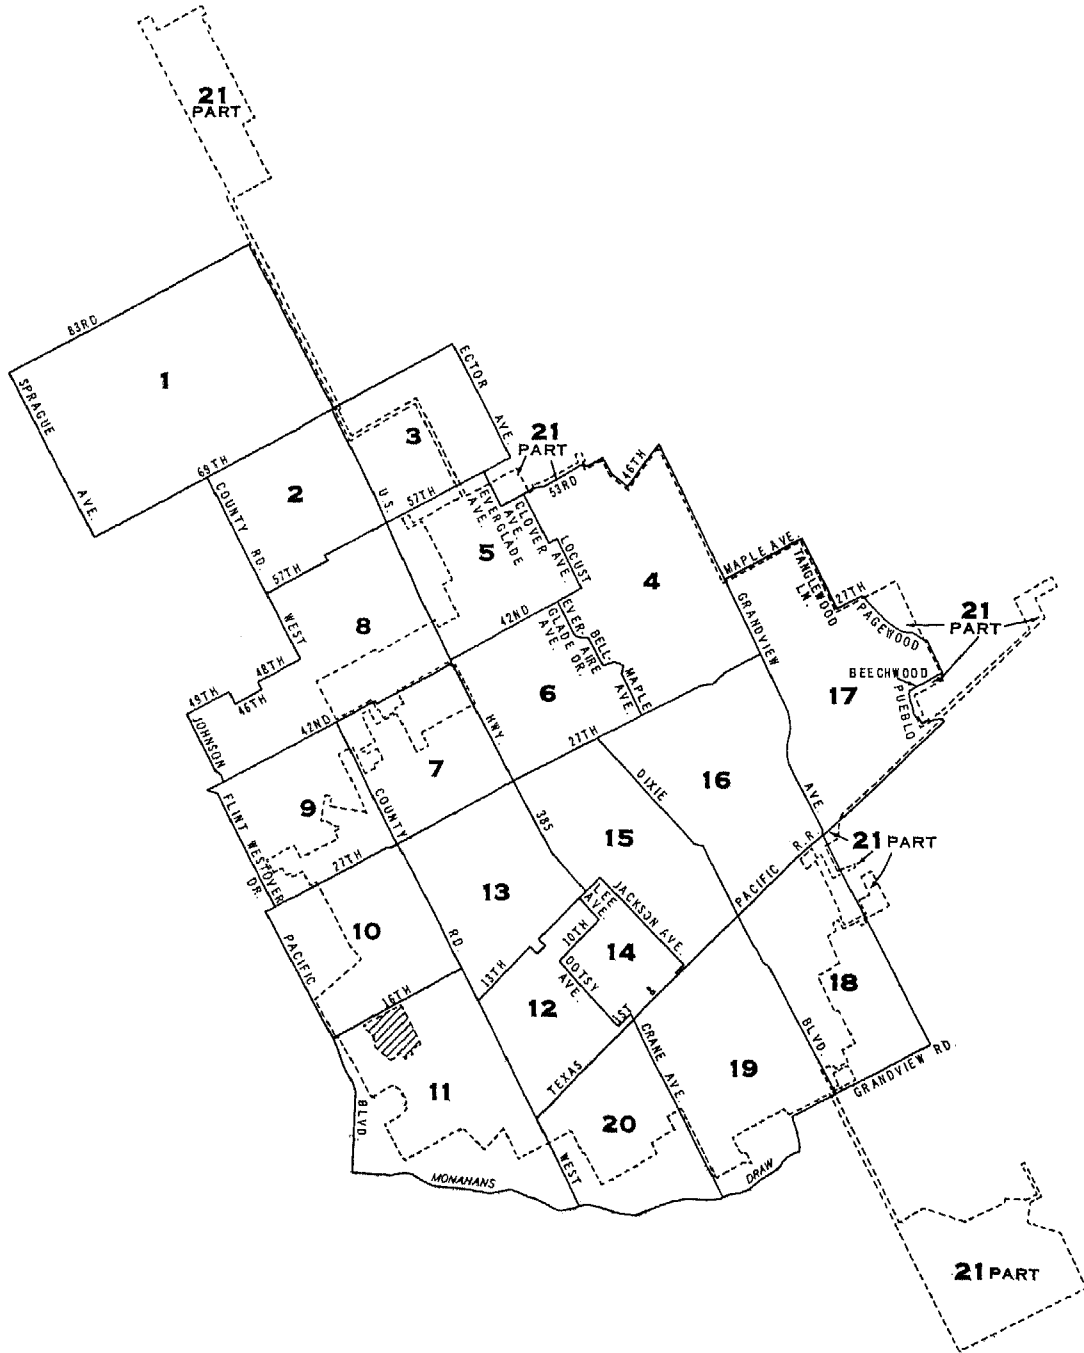 21
PART
83RD
SPRAGUE
AVE.
1
ECTOR
AVE.
3
69TH
COUNTY
RD.
WEST
2
U.S.
57TH
57TH
21
PART
53RD
46TH
EVERGLADE
AVE.
CLOVER
AVE.
LOCUST
AVE.
5
4
MAPLE AVE.
TANGLEWOOD
LN.
27TH
PAGEWOOD
21
PART
GRANDVIEW
AVE.
8
42ND
EVER-
GLADE DR.
AVE.
BELL-
AIRE
MAPLE
AVE.
BEECHWOOD
PUEBLO
17
49TH
48TH
46TH
JOHNSON
42ND
6
HWY.
27TH
7
9
COUNTY
RD.
FLINT
WESTOVER
DR.
27TH
DIXIE
16
385
15
PACIFIC
R.R.
21 PART
13
LEE
AVE.
JACKSON AVE.
10
PACIFIC
BLVD.
16TH
13TH
10TH
DOTSY
AVE.
14
1ST
&
12
TEXAS
CRANE AVE.
18
BLVD.
11
19
20
GRANDVIEW RD.
MONAHANS
WEST
DRAW
21 PART